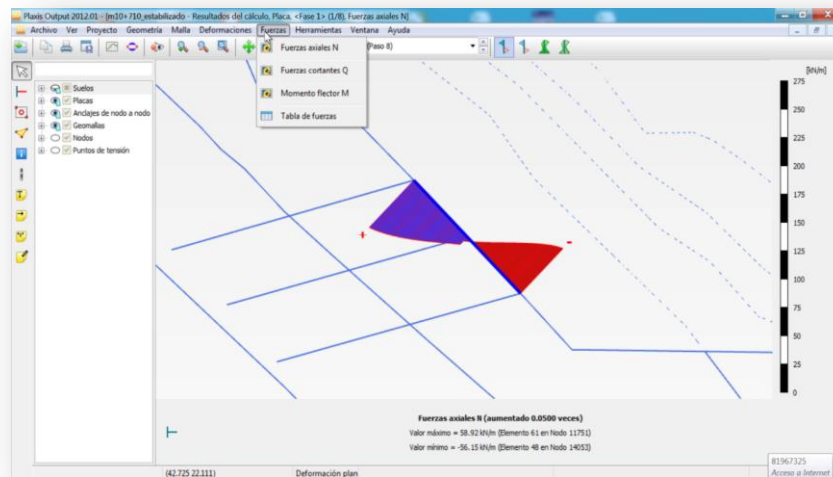 Plaxis Output 2012.01 - [m10+710_estabilizado - Resultados del cálculo, Placa, <Fase 1> (1/8), Fuerzas axiales N]
Archivo Ver Proyecto Geometría Malla Deformaciones Fuerzas Herramientas Ventana Ayuda
(Paso 8)
Fuerzas axiales N
Fuerzas cortantes Q
Momento flector M
Tabla de fuerzas
Suelos
Placas
Anclajes de nodo a nodo
Geomallas
Nodos
Puntos de tensión
[kN/m]
275
250
225
200
175
150
125
100
75
50
25
0
+
-
Fuerzas axiales N (aumentado 0.0500 veces)
Valor máximo = 58.92 kN/m (Elemento 61 en Nodo 11751)
Valor mínimo = -56.15 kN/m (Elemento 48 en Nodo 14053)
(42.725 22.111)
Deformación plan
81967325
Acceso a Internet